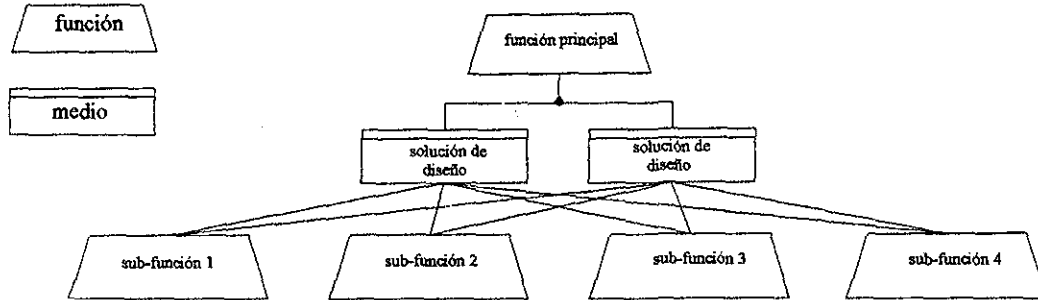 función
función principal
medio
solución de
diseño
solución de
diseño
sub-función 1
sub-función 2
sub-función 3
sub-función 4